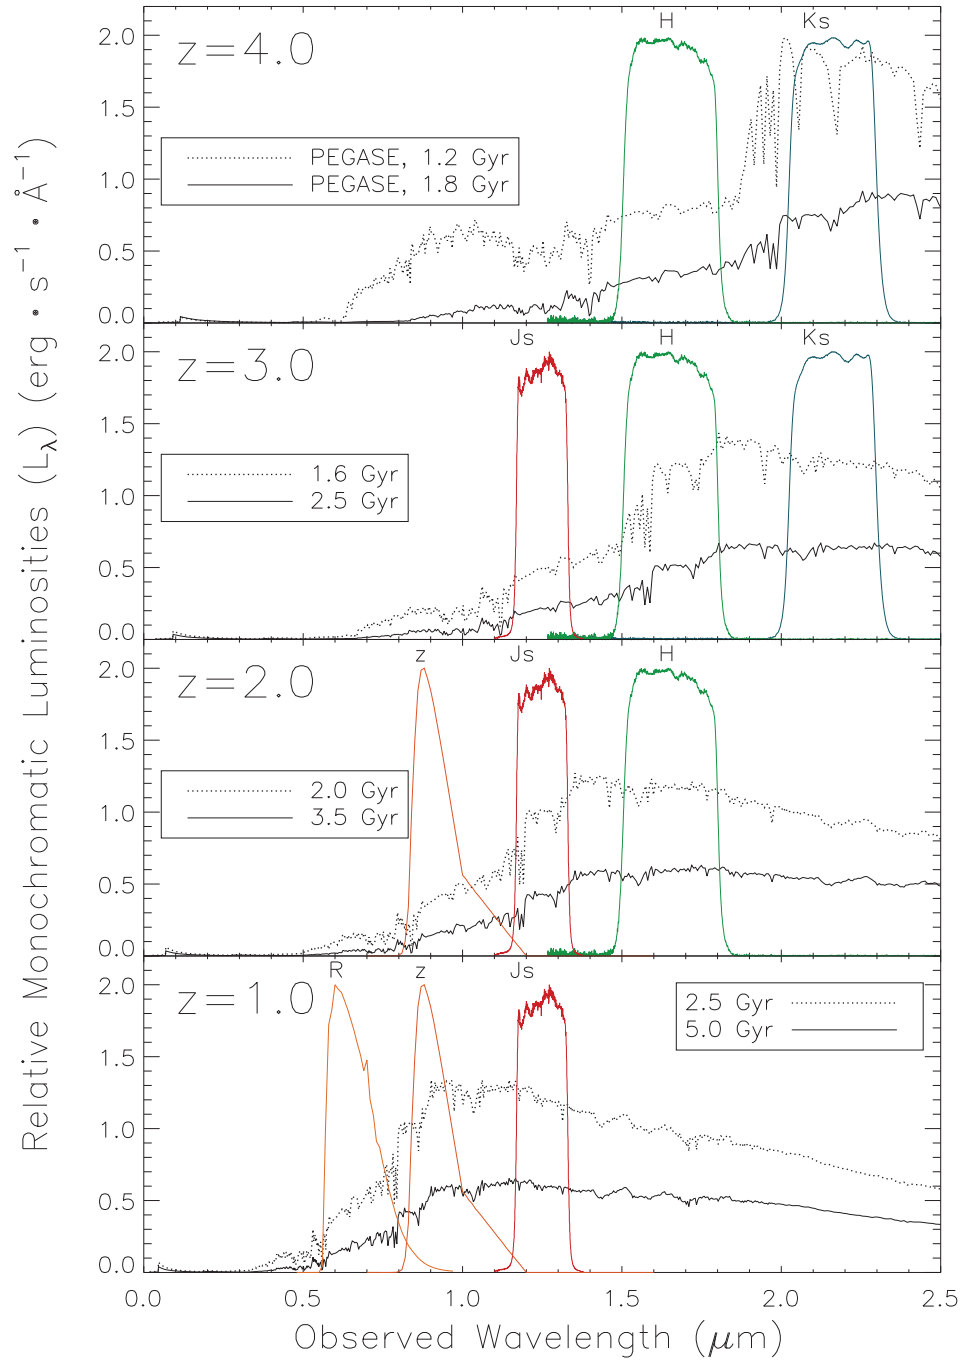 H Ks
2.0 z=4.0
1.5
PEGASE, 1.2 Gyr
PEGASE, 1.8 Gyr
1.0
0.5
0.0
Js H Ks
2.0 z=3.0
1.5
1.6 Gyr
2.5 Gyr
1.0
0.5
0.0
z Js H
2.0 z=2.0
1.5
2.0 Gyr
3.5 Gyr
1.0
0.5
0.0
R z Js
2.0 z=1.0
2.5 Gyr
5.0 Gyr
1.5
1.0
0.5
0.0
0.0 0.5 1.0 1.5 2.0 2.5
Observed Wavelength (μm)
Relative Monochromatic Luminosities (Lλ) (erg • s⁻¹ • Å⁻¹)